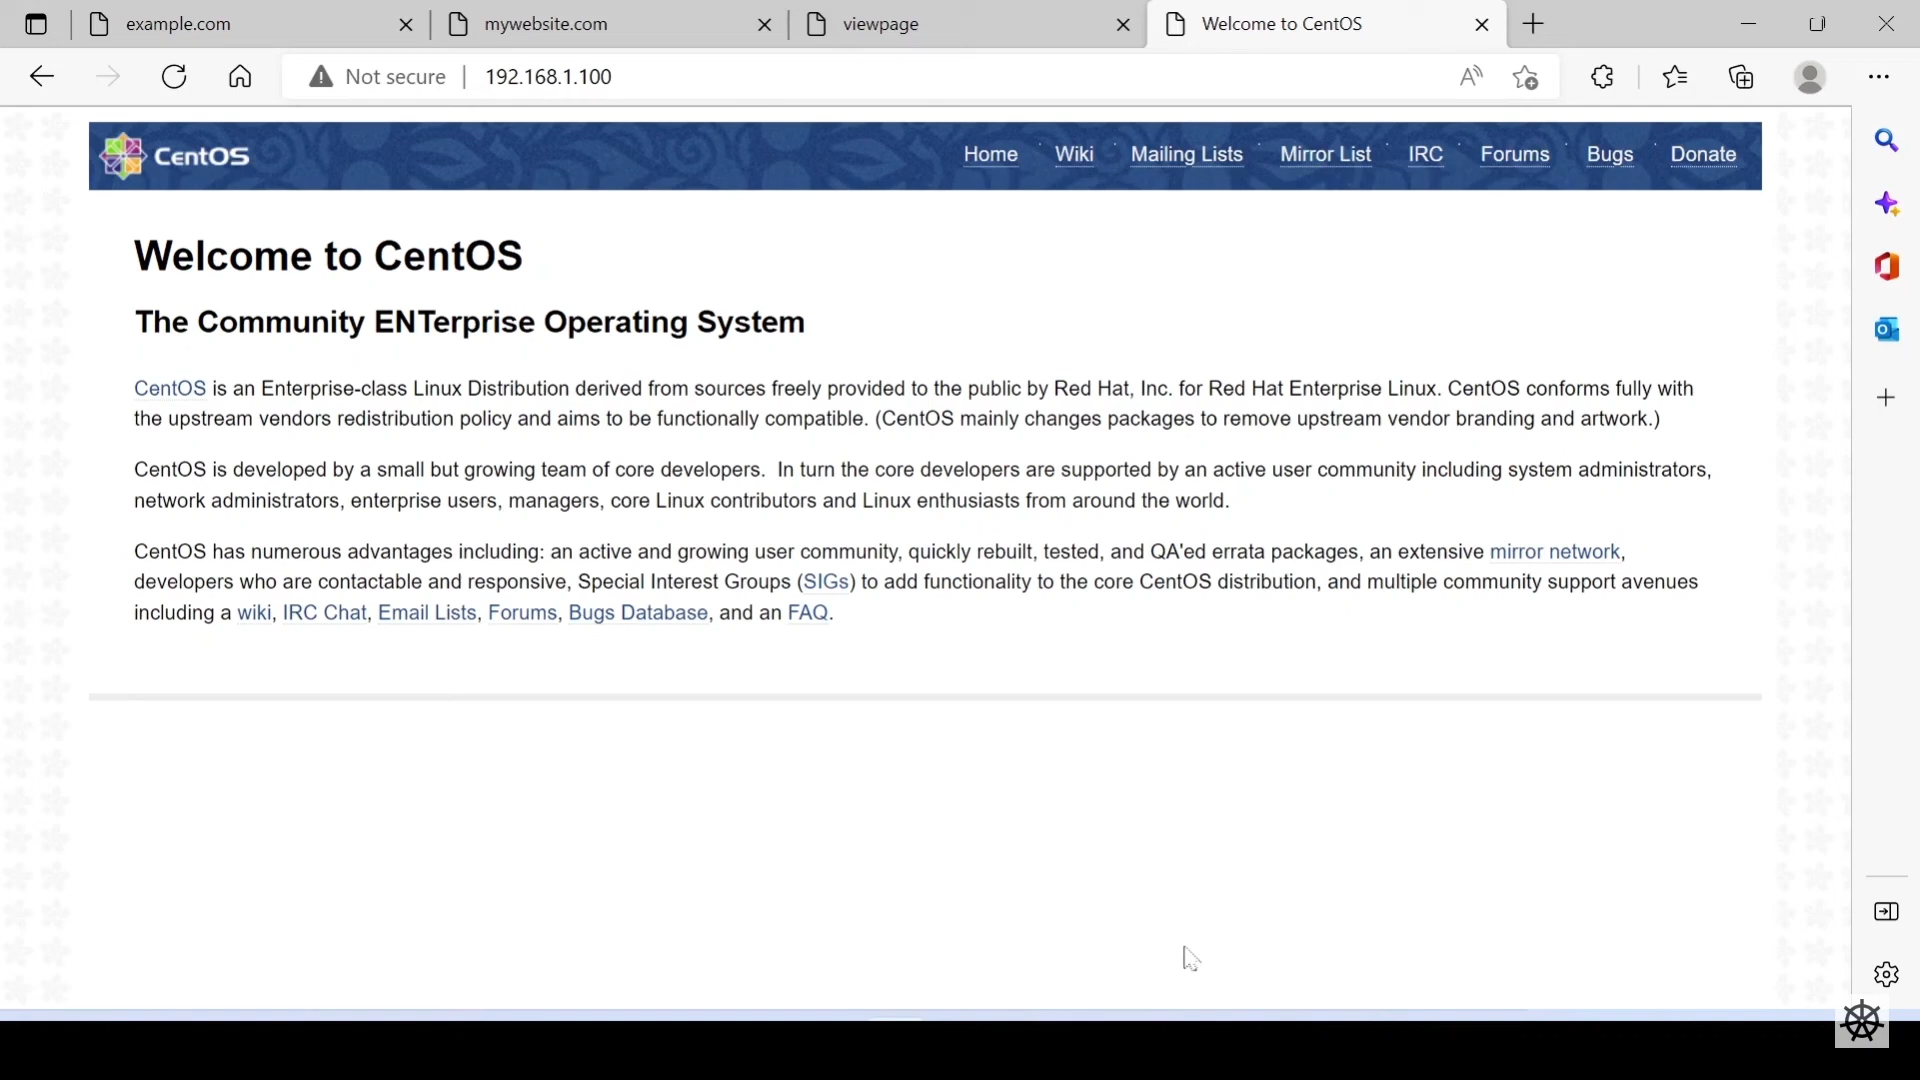 example.com
mywebsite.com
viewpage
Welcome to CentOS
Not secure
192.168.1.100
CentOS
Home
Wiki
Mailing Lists
Mirror List
IRC
Forums
Bugs
Donate
Welcome to CentOS
The Community ENTerprise Operating System
CentOS is an Enterprise-class Linux Distribution derived from sources freely provided to the public by Red Hat, Inc. for Red Hat Enterprise Linux. CentOS conforms fully with
the upstream vendors redistribution policy and aims to be functionally compatible. (CentOS mainly changes packages to remove upstream vendor branding and artwork.)
CentOS is developed by a small but growing team of core developers.  In turn the core developers are supported by an active user community including system administrators,
network administrators, enterprise users, managers, core Linux contributors and Linux enthusiasts from around the world.
CentOS has numerous advantages including: an active and growing user community, quickly rebuilt, tested, and QA'ed errata packages, an extensive mirror network,
developers who are contactable and responsive, Special Interest Groups (SIGs) to add functionality to the core CentOS distribution, and multiple community support avenues
including a wiki, IRC Chat, Email Lists, Forums, Bugs Database, and an FAQ.